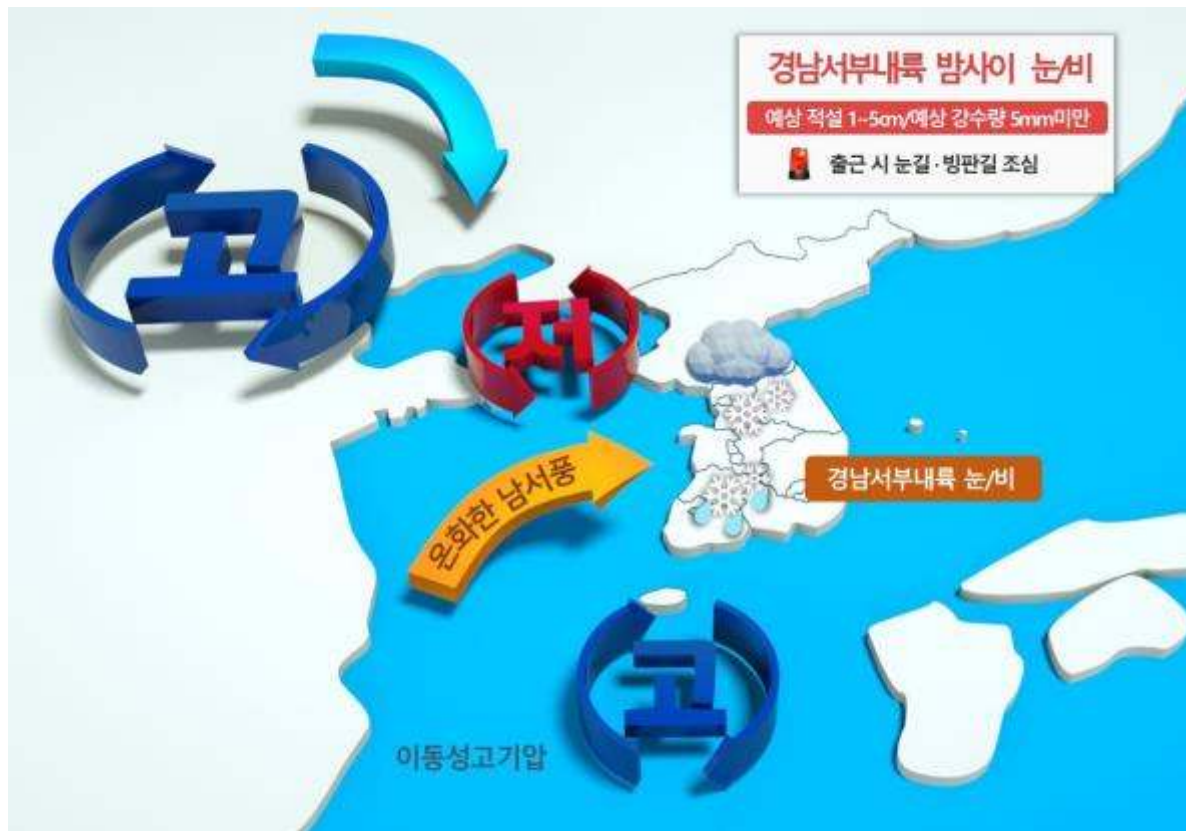 경남서부내륙 밤사이 눈/비
예상 적설 1~5cm/예상 강수량 5mm미만
출근 시 눈길·빙판길 조심
고
저
온화한 남서풍
경남서부내륙 눈/비
고
이동성고기압